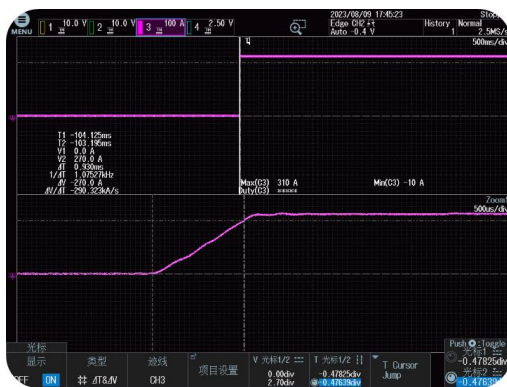 2023/08/09 17:45:23
Stop
MENU
1 10.0 V 2 10.0 V 3 100 A 4 2.50 V
Edge CH2
Auto -0.4 V
History Normal
1 2.5MS/s
500ms/div
T1 -104.125ms
T2 -103.195ms
V1 0.0 A
V2 270.0 A
ΔT 0.930ms
1/ΔT 1.07527kHz
ΔV -270.0 A
ΔV/ΔT -290.323kA/s
Max(C3) 310 A Min(C3) -10 A
Duty(C3) *****
Zoom1
500us/div
Push :Toggle
光标
显示
OFF ON
类型
ΔT&ΔV
迹线
CH3
项目设置
V 光标1/2
0.00div
2.70div
T 光标1/2
-0.47825div
-0.47639div
T Cursor
Jump
光标1
-0.47825div
光标2
-0.47639div